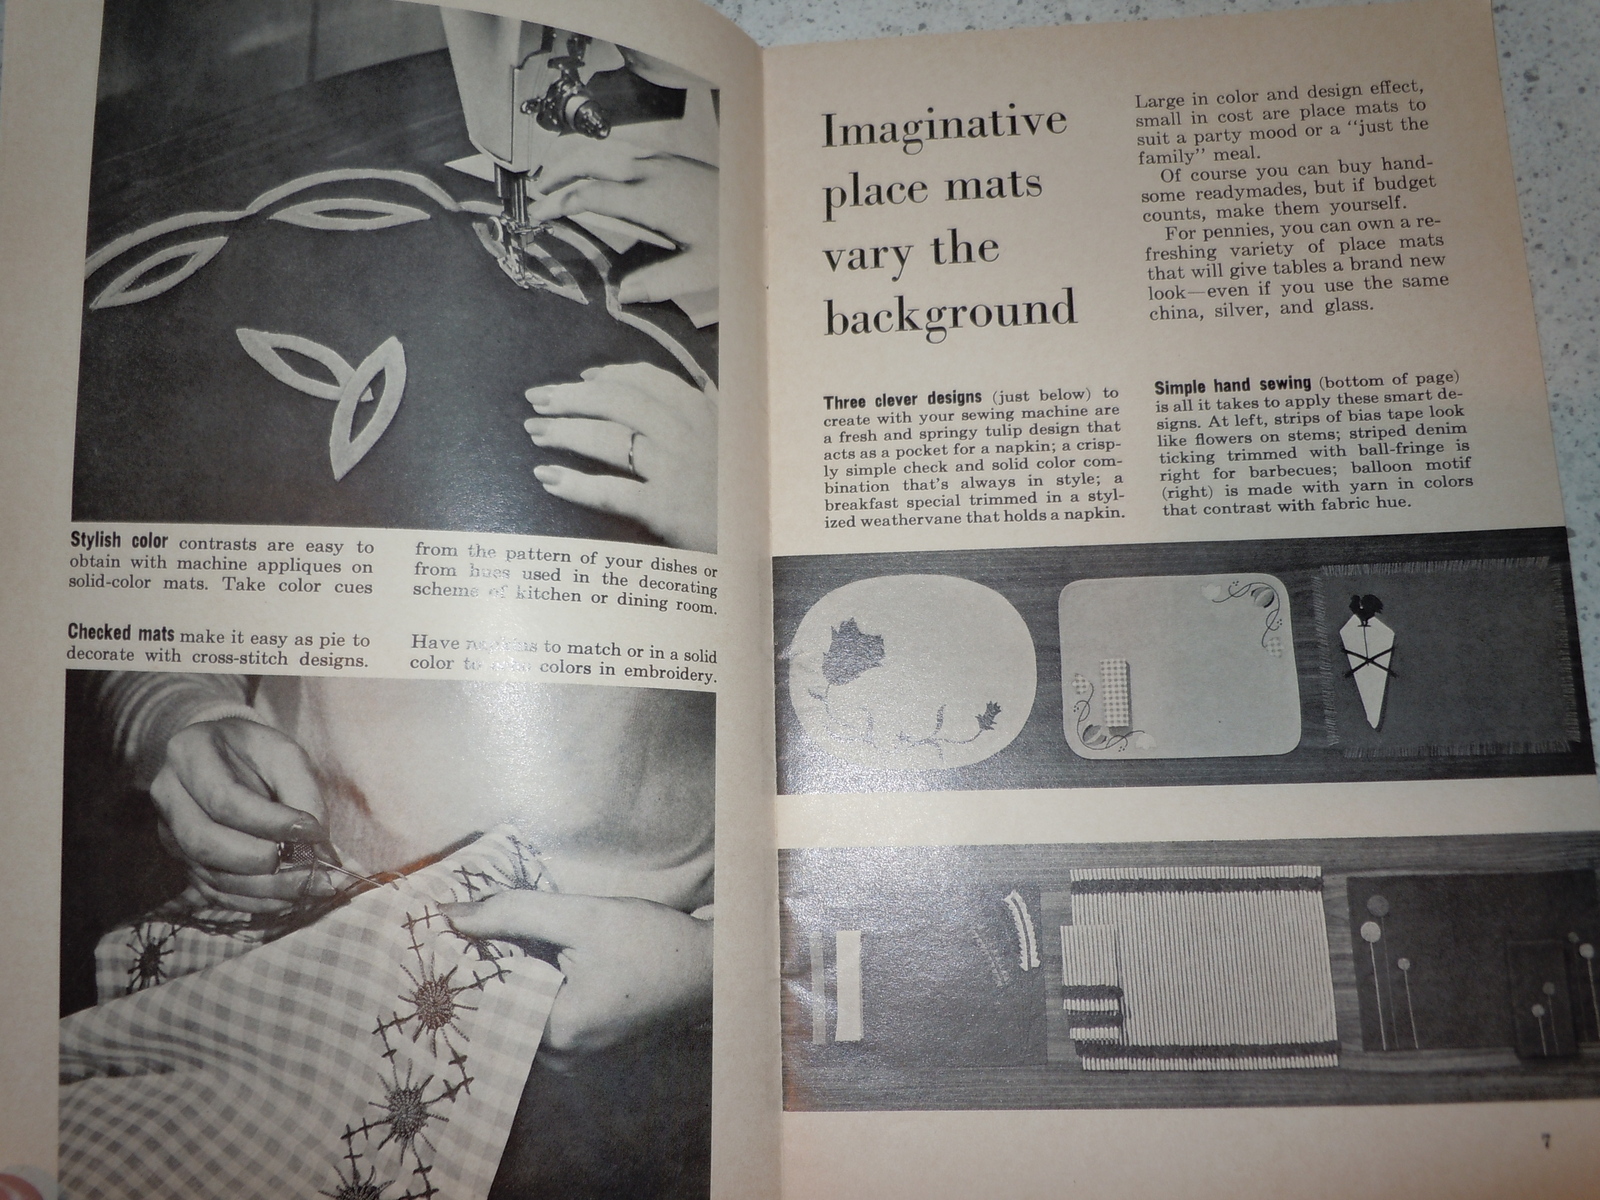 Stylish color contrasts are easy to
obtain with machine appliques on
solid-color mats. Take color cues
from the pattern of your dishes or
from hues used in the decorating
scheme of kitchen or dining room.
Checked mats make it easy as pie to
decorate with cross-stitch designs.
Have to match or in a solid
color to colors in embroidery.
Imaginative
place mats
vary the
background
Large in color and design effect,
small in cost are place mats to
suit a party mood or a “just the
family” meal.
Of course you can buy hand-
some readymades, but if budget
counts, make them yourself.
For pennies, you can own a re-
freshing variety of place mats
that will give tables a brand new
look—even if you use the same
china, silver, and glass.
Three clever designs (just below) to
create with your sewing machine are
a fresh and springy tulip design that
acts as a pocket for a napkin; a crisp-
ly simple check and solid color com-
bination that's always in style; a
breakfast special trimmed in a styl-
ized weathervane that holds a napkin.
Simple hand sewing (bottom of page)
is all it takes to apply these smart de-
signs. At left, strips of bias tape look
like flowers on stems; striped denim
ticking trimmed with ball-fringe is
right for barbecues; balloon motif
(right) is made with yarn in colors
that contrast with fabric hue.
7